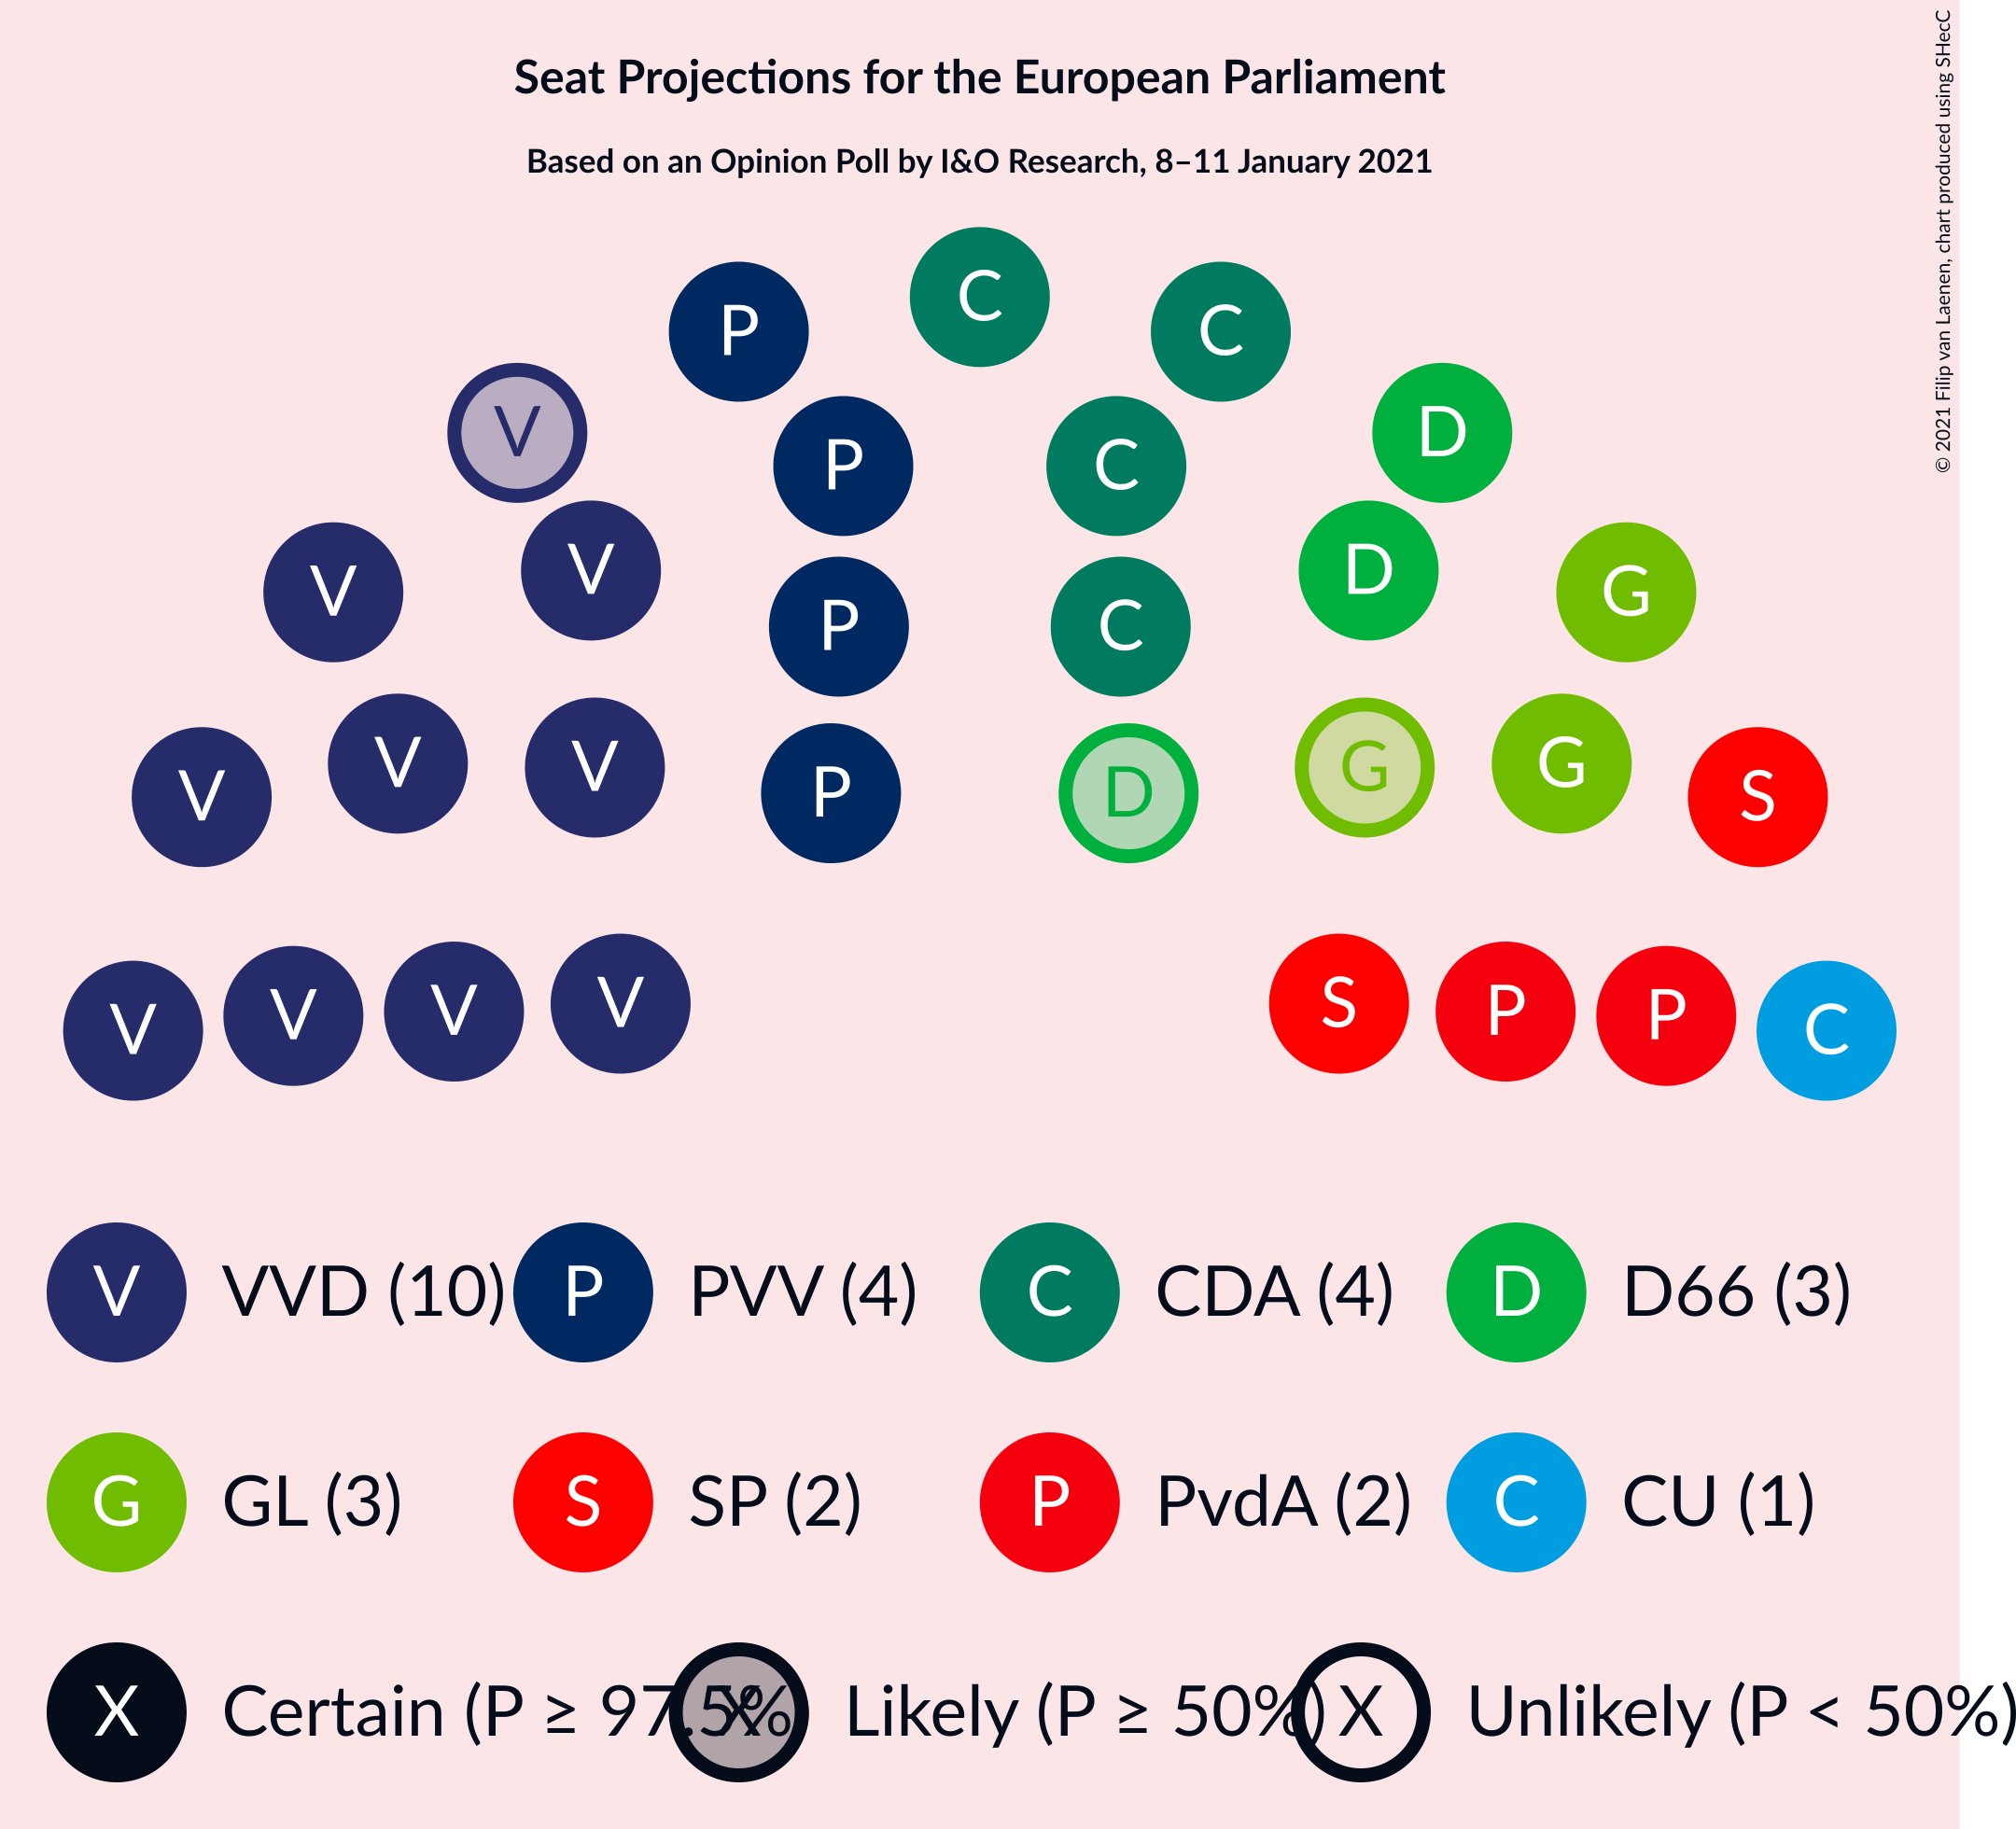 Seat Projections for the European Parliament
Based on an Opinion Poll by I&O Research, 8–11 January 2021
© 2021 Filip van Laenen, chart produced using SHecC
C
P C
V D
P C
V D
V G
P C
V V G G S
V P D
V V V V S P P C
V VVD (10) P PVV (4) C CDA (4) D D66 (3)
G GL (3) S SP (2) P PvdA (2) C CU (1)
X Certain (P ≥ 97.5% X Likely (P ≥ 50%) X Unlikely (P < 50%)